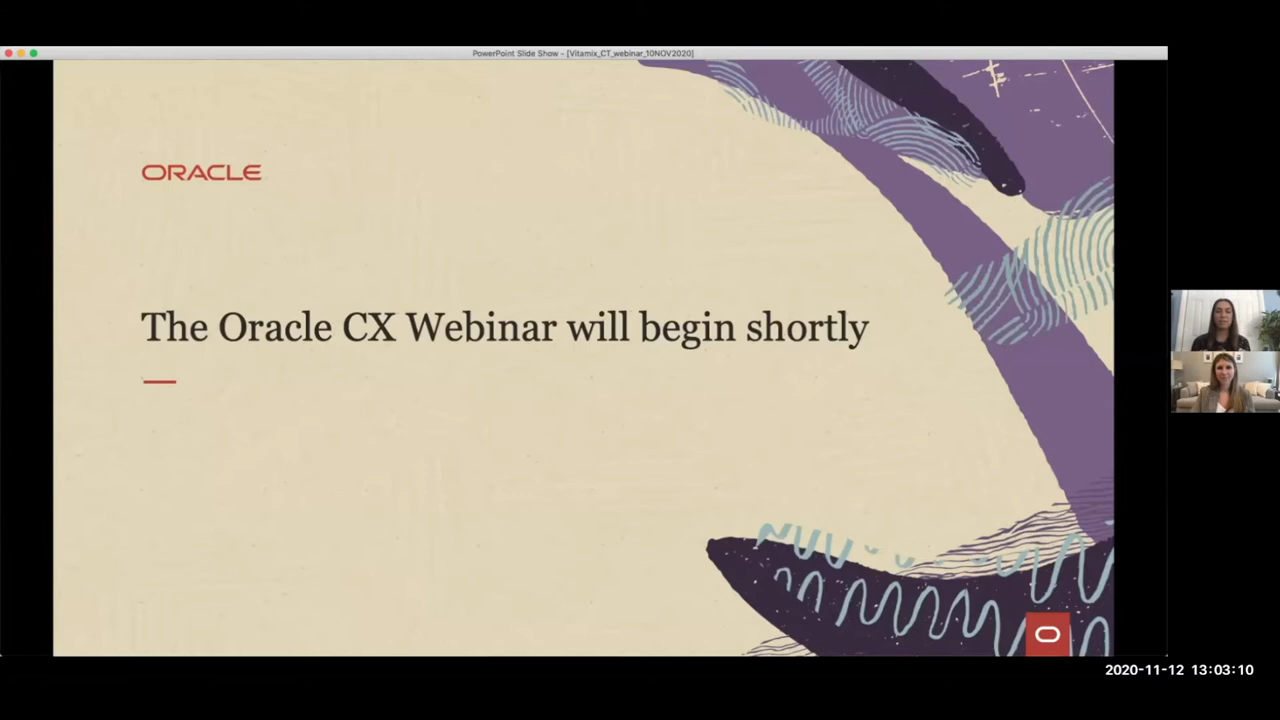 PowerPoint Slide Show - [Vitamix_CT_webinar_10NOV2020]
ORACLE
The Oracle CX Webinar will begin shortly
2020-11-12 13:03:10